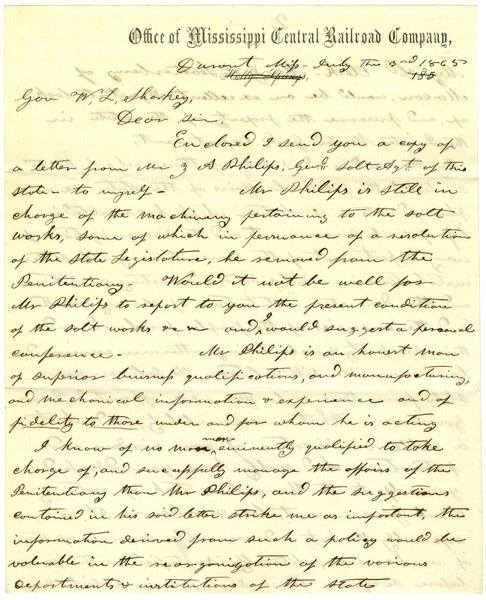 Office of Mississippi Central Railroad Company,
Durant, Miss. July the 3rd 1865
Holly Springs, 185
Gov W. L. Sharkey,
Dear Sir.
Enclosed I send you a copy of
a letter from Mr Z A Philips, Genl Salt Agt. of this
state - to myself - Mr Philips is still in
charge of the machinery pertaining to the salt
works, some of which in persuance of a resolution
of the State Legislature, he removed from the
Penitentiary - Would it not be well for
Mr Philips to report to you the present condition
of the salt works &c &c and I would suggest a personal
conference - Mr Philips is an honest man
of superior business qualifications, and manufacturing,
and mechanical information & experience and of
fidelity to those under and for whom he is acting
I know of no man more eminently qualified to take
charge of, and successfully manage the affairs of the
Penitentiary than Mr Philips, and the suggestions
contained in his said letter strike me as important, the
information derived from such a policy would be
valuable in the reorganization of the various
departments & institutions of the State